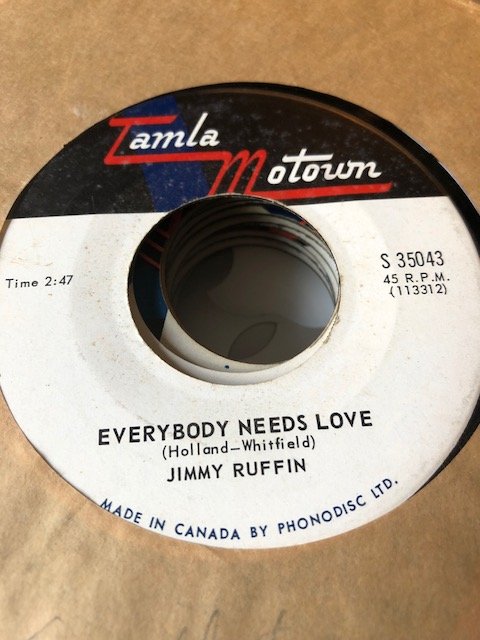 Tamla
Motown
Time 2:47
S 35043
45 R.P.M.
(113312)
EVERYBODY NEEDS LOVE
(Holland-Whitfield)
JIMMY RUFFIN
MADE IN CANADA BY PHONODISC LTD.